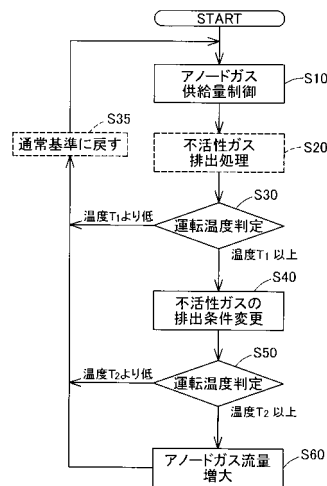 START
アノードガス
供給量制御
S10
S35
通常基準に戻す
不活性ガス
排出処理
S20
S30
温度T1より低
運転温度判定
温度T1以上
S40
不活性ガスの
排出条件変更
S50
温度T2より低
運転温度判定
温度T2以上
アノードガス流量
増大
S60